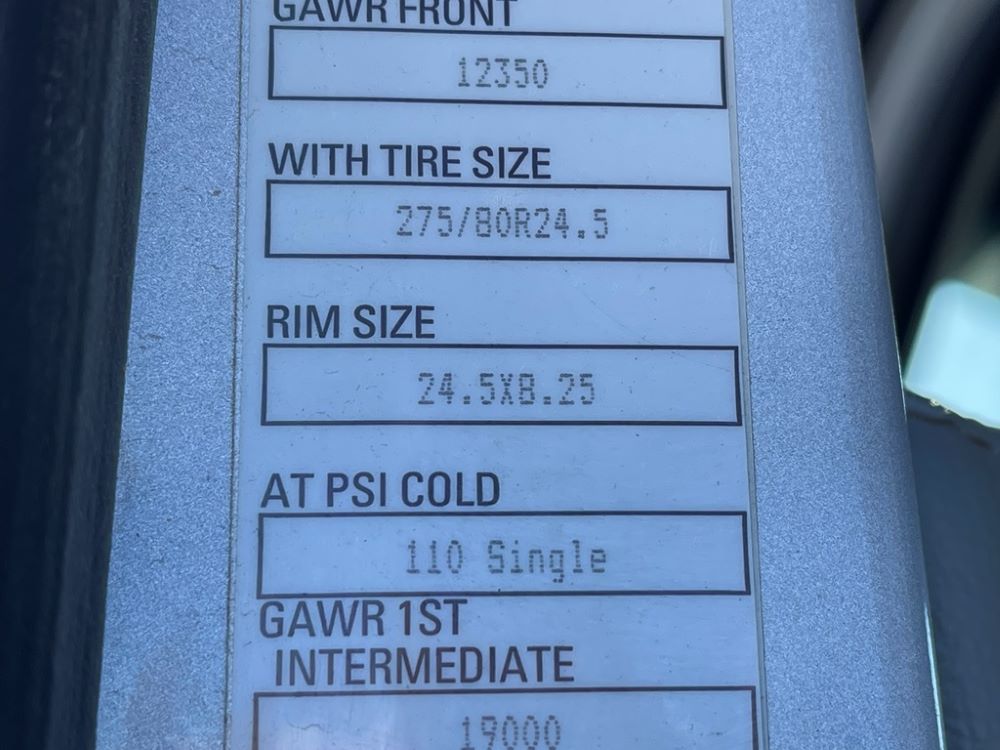 GAWR FRONT
12350
WITH TIRE SIZE
275/80R24.5
RIM SIZE
24.5X8.25
AT PSI COLD
110 Single
GAWR 1ST
INTERMEDIATE
19000